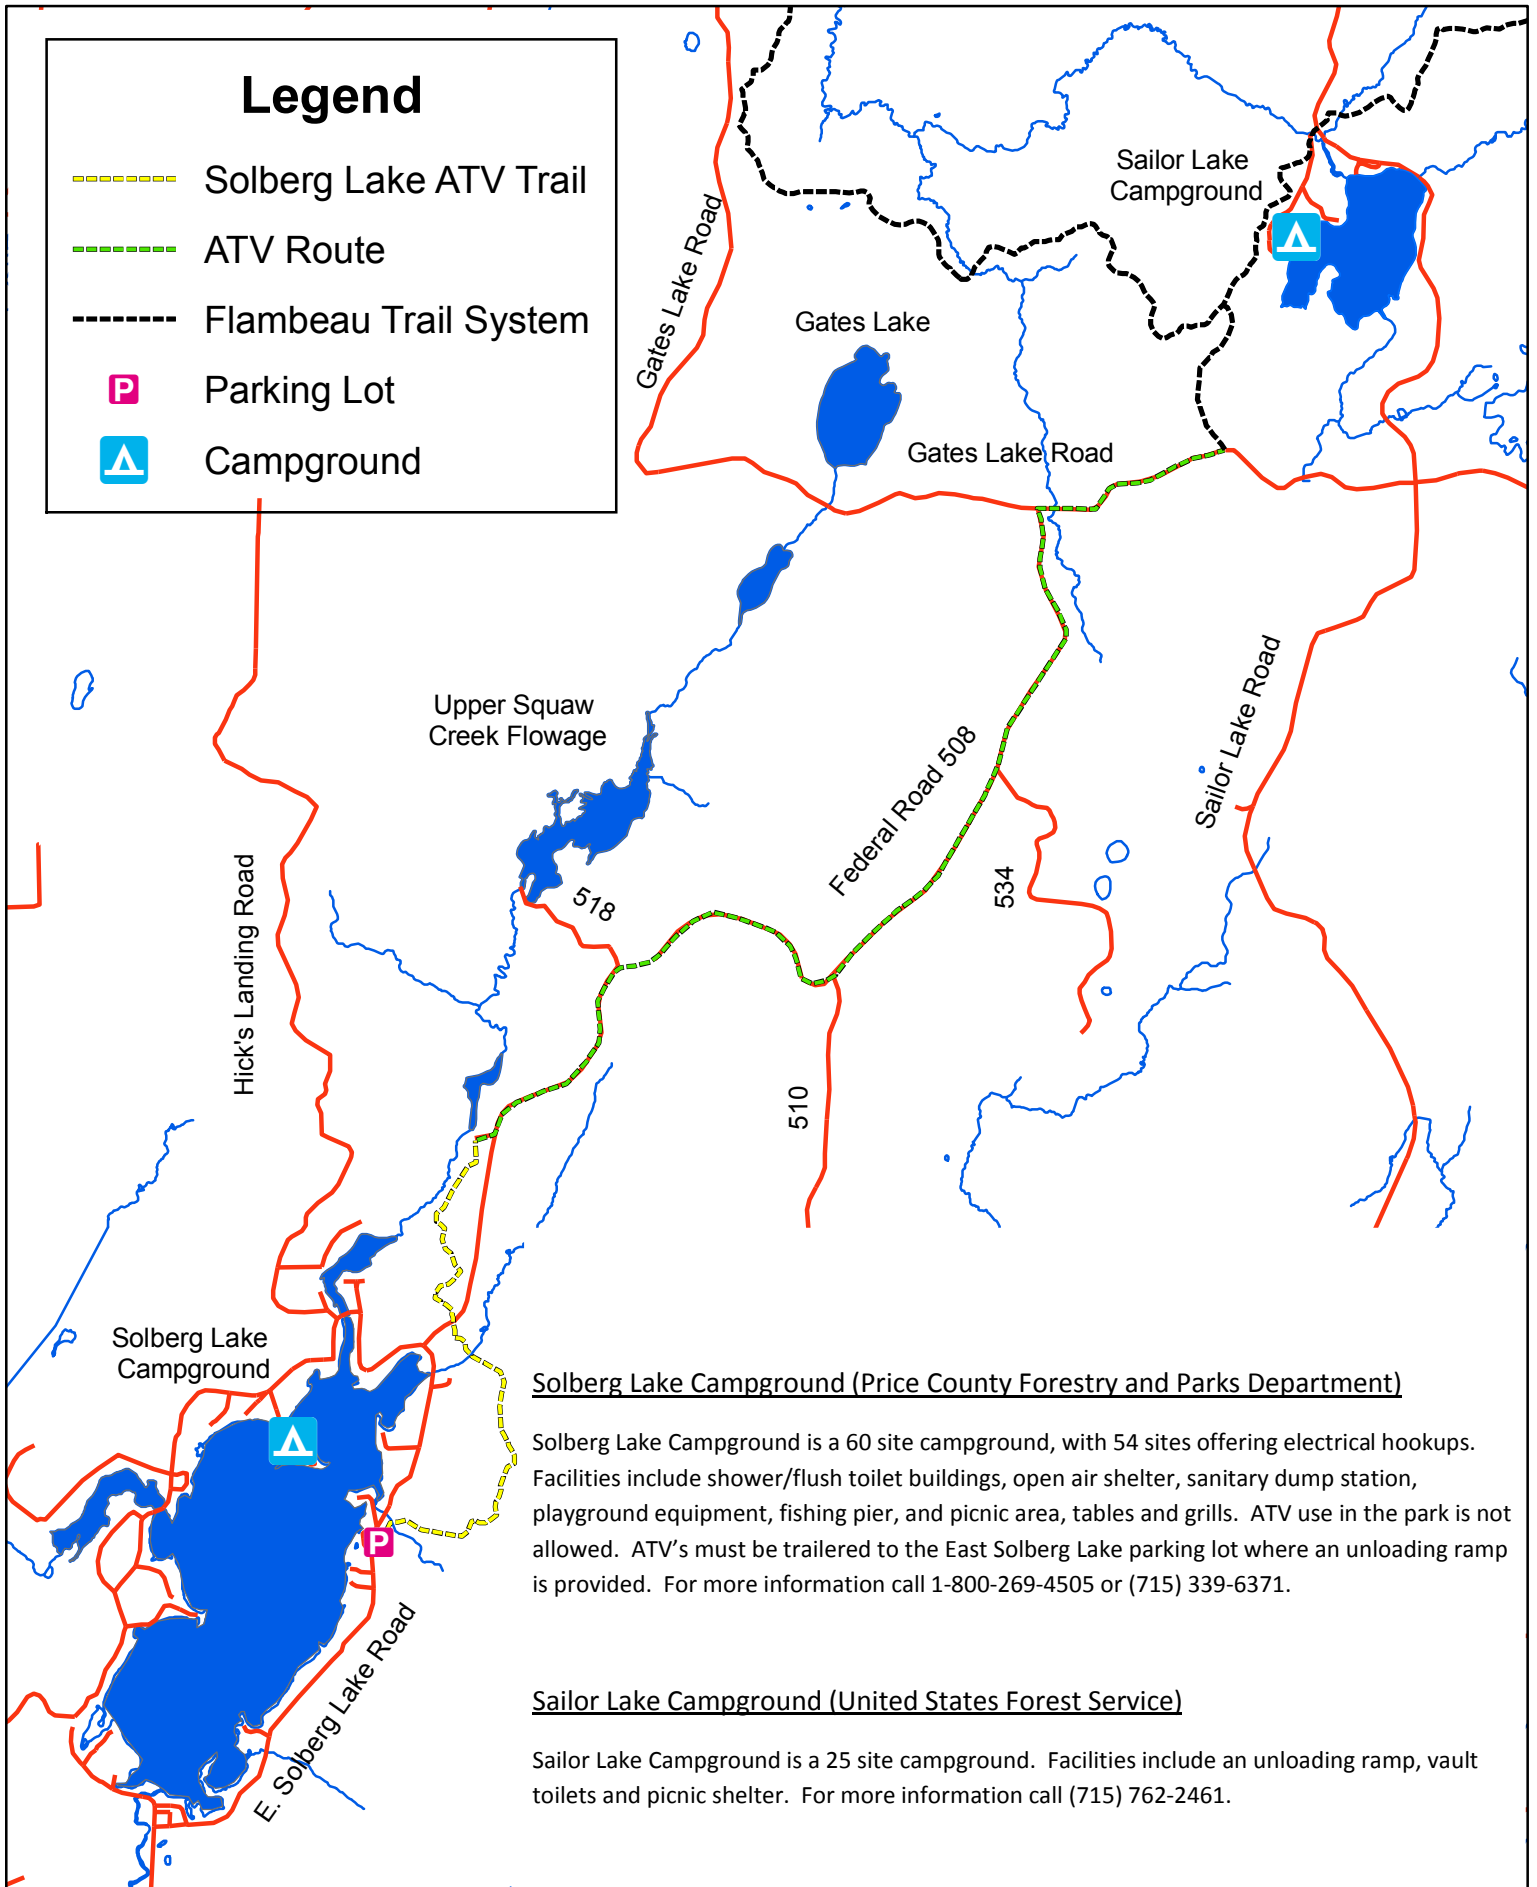 Legend
Solberg Lake ATV Trail
ATV Route
Flambeau Trail System
P
Parking Lot
Campground
Sailor Lake
Campground
Gates Lake Road
Gates Lake
Gates Lake Road
Upper Squaw
Creek Flowage
Sailor Lake Road
Federal Road 508
534
518
Hick's Landing Road
510
Solberg Lake
Campground
P
E. Solberg Lake Road
Solberg Lake Campground (Price County Forestry and Parks Department)
Solberg Lake Campground is a 60 site campground, with 54 sites offering electrical hookups.
Facilities include shower/flush toilet buildings, open air shelter, sanitary dump station,
playground equipment, fishing pier, and picnic area, tables and grills.  ATV use in the park is not
allowed.  ATV’s must be trailered to the East Solberg Lake parking lot where an unloading ramp
is provided.  For more information call 1-800-269-4505 or (715) 339-6371.
Sailor Lake Campground (United States Forest Service)
Sailor Lake Campground is a 25 site campground.  Facilities include an unloading ramp, vault
toilets and picnic shelter.  For more information call (715) 762-2461.